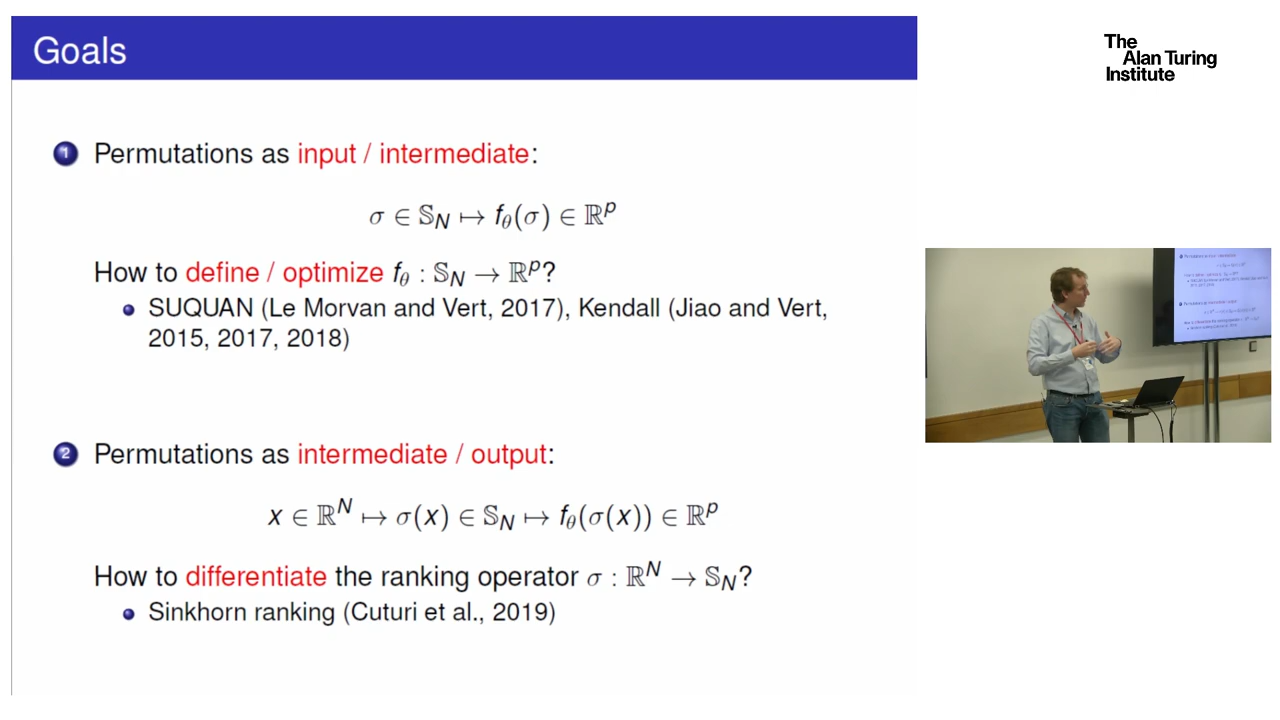 Goals
The
Alan Turing
Institute
1 Permutations as input / intermediate:
σ ∈ 𝕊_N ↦ f_θ(σ) ∈ ℝ^p
How to define / optimize f_θ : 𝕊_N → ℝ^p?
SUQUAN (Le Morvan and Vert, 2017), Kendall (Jiao and Vert,
2015, 2017, 2018)
2 Permutations as intermediate / output:
x ∈ ℝ^N ↦ σ(x) ∈ 𝕊_N ↦ f_θ(σ(x)) ∈ ℝ^p
How to differentiate the ranking operator σ : ℝ^N → 𝕊_N?
Sinkhorn ranking (Cuturi et al., 2019)